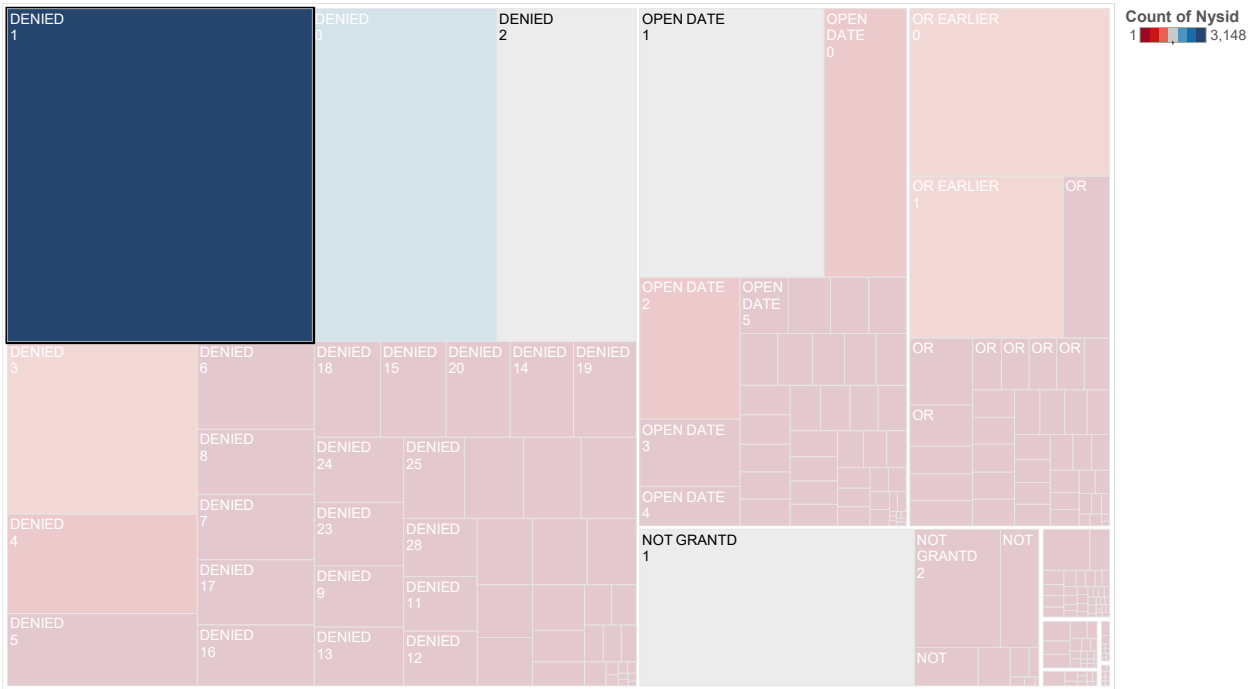 DENIED
1
DENIED
0
DENIED
2
OPEN DATE
1
OPEN
DATE
0
OR EARLIER
0
Count of Nysid
1 3,148
OR EARLIER
1
OR
OPEN DATE
2
OPEN
DATE
5
DENIED
3
DENIED
6
DENIED
18
DENIED
15
DENIED
20
DENIED
14
DENIED
19
OR
OR
OR
OR
OR
OR
OPEN DATE
3
DENIED
8
DENIED
24
DENIED
25
OPEN DATE
4
DENIED
7
DENIED
23
DENIED
4
DENIED
28
NOT GRANTD
1
NOT
GRANTD
2
NOT
DENIED
17
DENIED
9
DENIED
11
DENIED
5
DENIED
16
DENIED
13
DENIED
12
NOT